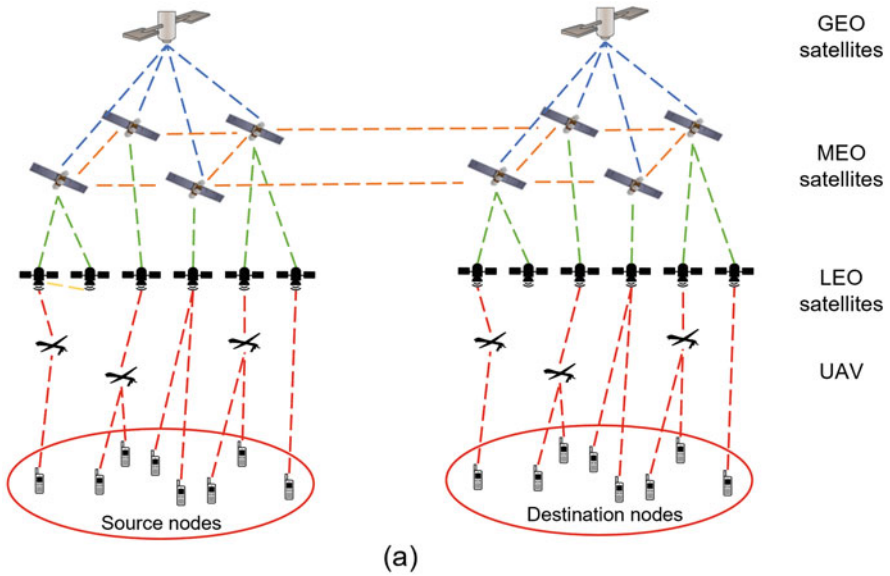 GEO
satellites
MEO
satellites
LEO
satellites
UAV
Source nodes
Destination nodes
(a)